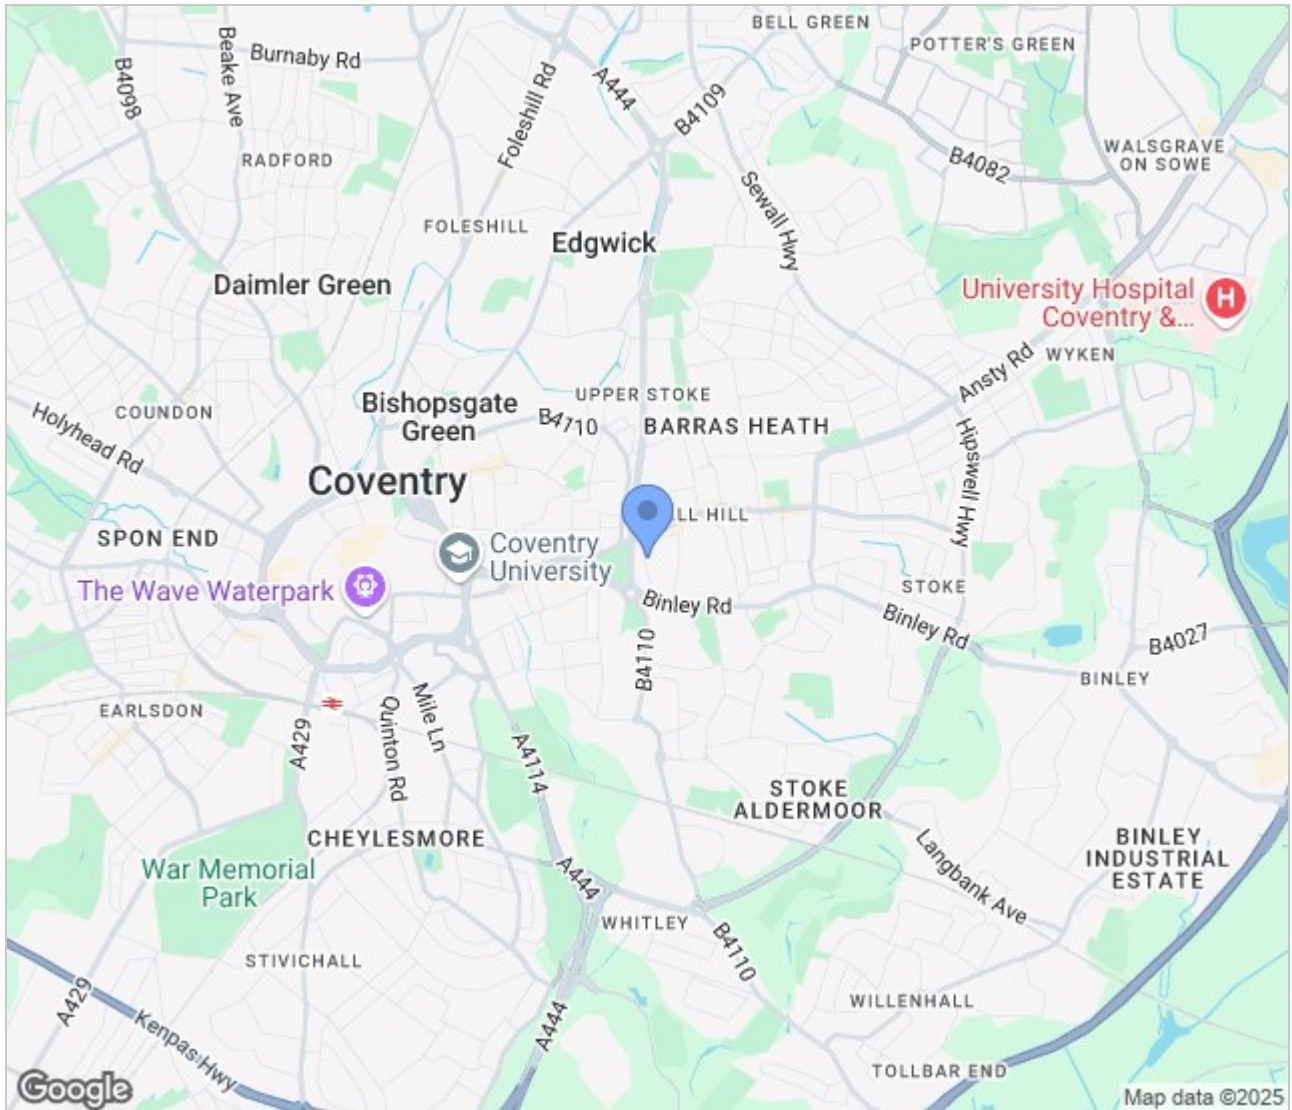 BELL GREEN
POTTER'S GREEN
Burnaby Rd
Beake Ave
B4098
Foleshill Rd
A444
B4109
WALSGRAVE
ON SOWE
RADFORD
B4082
Sewall Hwy
FOLESHILL
Edgwick
Daimler Green
University Hospital
Coventry &...
H
WYKEN
Ansty Rd
UPPER STOKE
Bishopsgate
Green
COUNDON
Holyhead Rd
B4110
BARRAS HEATH
Hipswell Hwy
Coventry
ELL HILL
SPON END
Coventry
University
The Wave Waterpark
STOKE
Binley Rd
Binley Rd
B4027
B4110
BINLEY
EARLSDON
A429
Quinton Rd
Mile Ln
A4114
STOKE
ALDERMOOR
CHEYLESMORE
Langbank Ave
BINLEY
INDUSTRIAL
ESTATE
War Memorial
Park
A444
WHITLEY
B4110
STIVICHALL
A429
Kenpas Hwy
A444
WILLENHALL
TOLLBAR END
Google
Map data ©2025